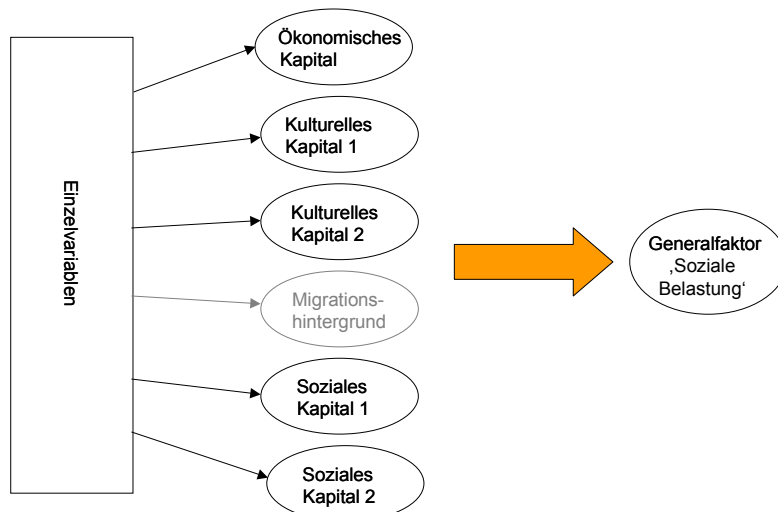 Einzelvariablen
Ökonomisches
Kapital
Kulturelles
Kapital 1
Kulturelles
Kapital 2
Migrations-
hintergrund
Soziales
Kapital 1
Soziales
Kapital 2
Generalfaktor
‚Soziale
Belastung‘